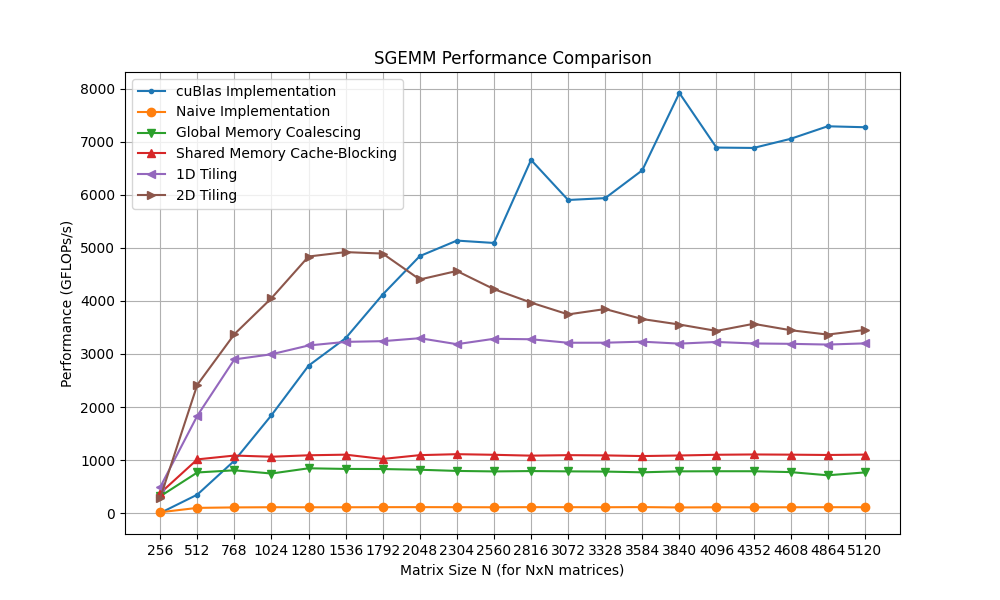 SGEMM Performance Comparison
cuBlas Implementation
Naive Implementation
Global Memory Coalescing
Shared Memory Cache-Blocking
1D Tiling
2D Tiling
8000
7000
6000
5000
4000
3000
2000
1000
0
Performance (GFLOPs/s)
256 512 768 1024 1280 1536 1792 2048 2304 2560 2816 3072 3328 3584 3840 4096 4352 4608 4864 5120
Matrix Size N (for NxN matrices)